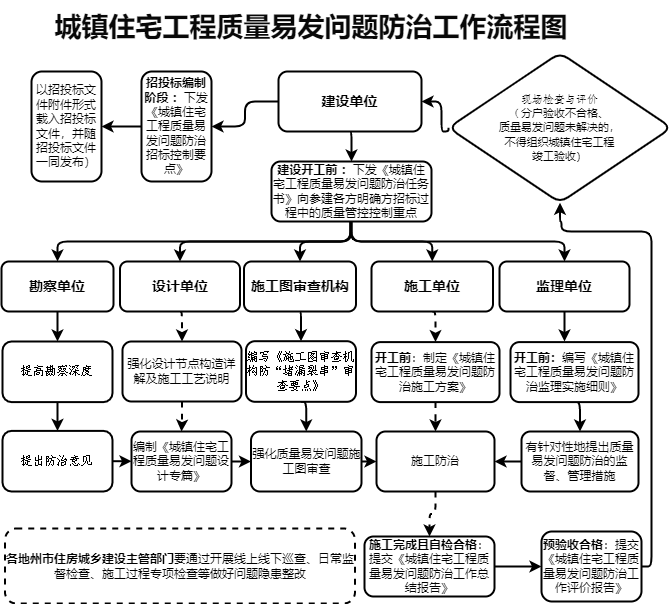 城镇住宅工程质量易发问题防治工作流程图
以招投标文
件附件形式
载入招投标
文件，并随
招投标文件
一同发布）
招投标编制
阶段 ：下发
《城镇住宅
工程质量易
发问题防治
招标控制要
点》
建设单位
现场检查与评价
（分户验收不合格、
质量易发问题未解决的，
不得组织城镇住宅工程
竣工验收）
建设开工前 ：下发《城镇住
宅工程质量易发问题防治任务
书》向参建各方明确方招标过
程中的质量管控控制重点
勘察单位
设计单位
施工图审查机构
施工单位
监理单位
提高勘察深度
强化设计节点构造详
解及施工工艺说明
编写《施工图审查机
构防“堵漏裂串”审
查要点》
开工前：制定《城镇住
宅工程质量易发问题防
治施工方案》
开工前：编写《城镇住
宅工程质量易发问题防
治监理实施细则》
提出防治意见
编制《城镇住宅工
程质量易发问题设
计专篇》
强化质量易发问题施
工图审查
施工防治
有针对性地提出质量
易发问题防治的监
督、管理措施
各地州市住房城乡建设主管部门要通过开展线上线下巡查、日常监
督检查、施工过程专项检查等做好问题隐患整改
施工完成且自检合格：
提交《城镇住宅工程质
量易发问题防治工作总
结报告》
预验收合格：提交
《城镇住宅工程质
量易发问题防治工
作评价报告》